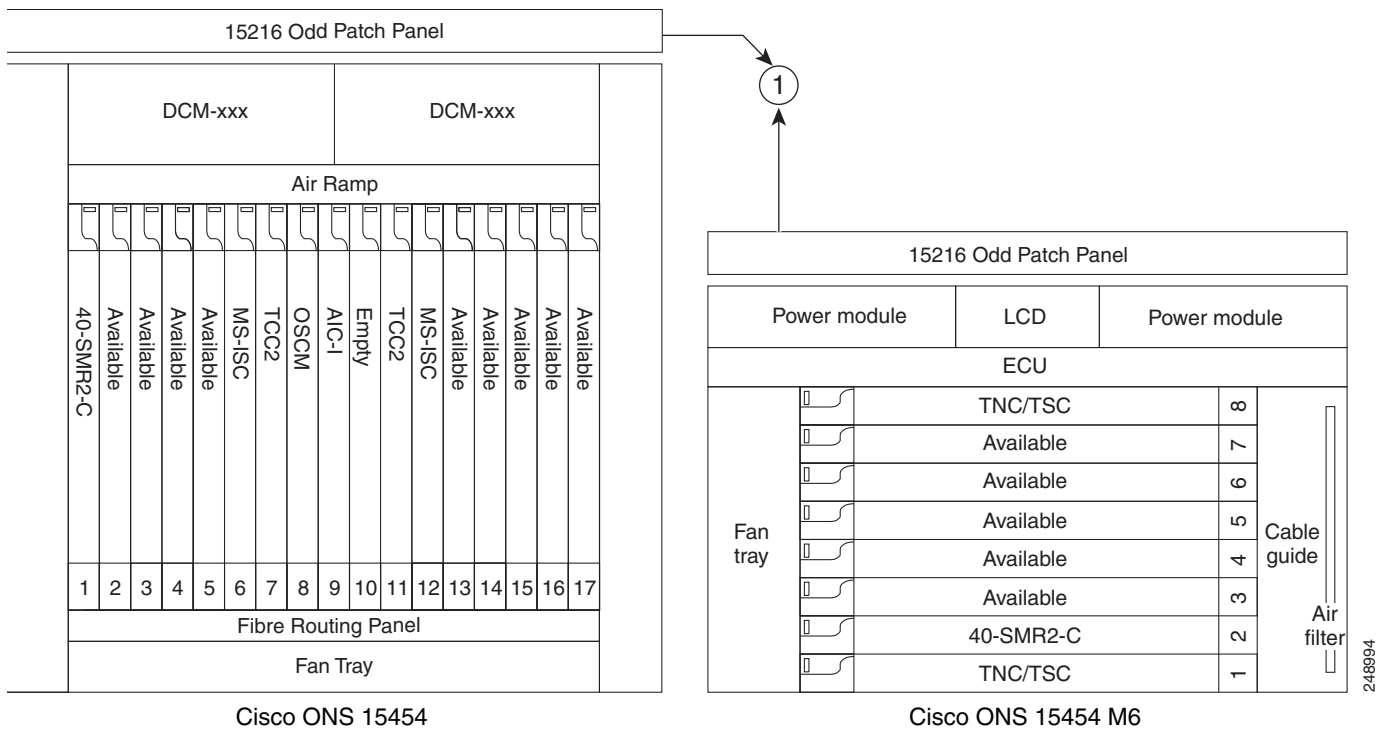 15216 Odd Patch Panel
1
DCM-xxx
DCM-xxx
Air Ramp
40-SMR2-C
Available
Available
Available
Available
MS-ISC
TCC2
OSCM
AIC-I
Empty
TCC2
MS-ISC
Available
Available
Available
Available
Available
1 2 3 4 5 6 7 8 9 10 11 12 13 14 15 16 17
Fibre Routing Panel
Fan Tray
Cisco ONS 15454
15216 Odd Patch Panel
Power module
LCD
Power module
ECU
Fan
tray
TNC/TSC 8
Available 7
Available 6
Available 5
Available 4
Available 3
40-SMR2-C 2
TNC/TSC 1
Cable
guide
Air
filter
Cisco ONS 15454 M6
248994